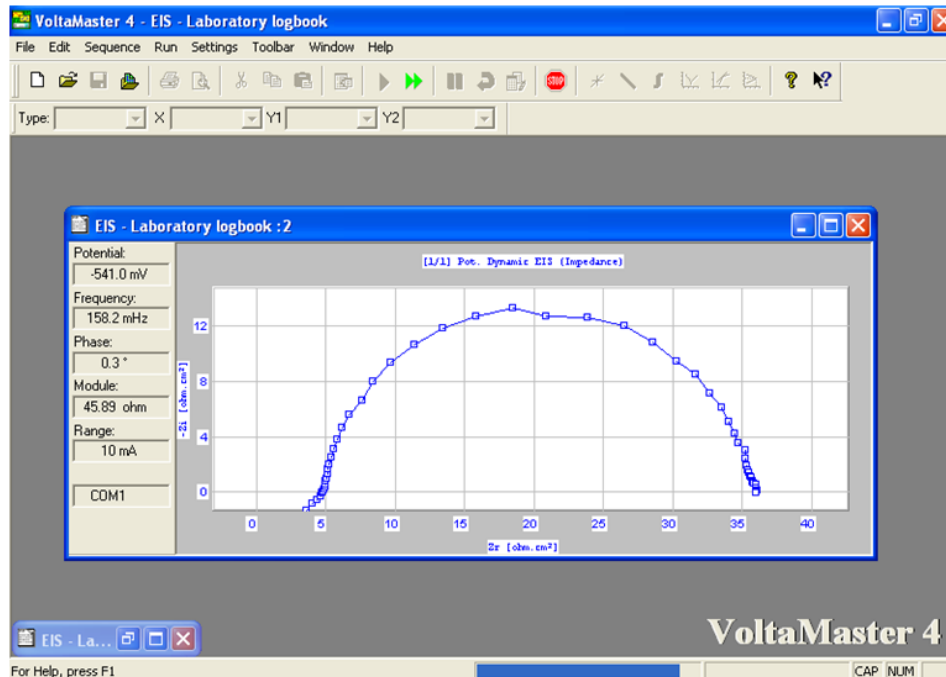 VoltaMaster 4 - EIS - Laboratory logbook
File Edit Sequence Run Settings Toolbar Window Help
STOP
Type: X Y1 Y2
EIS - Laboratory logbook :2
Potential:
-541.0 mV
Frequency:
158.2 mHz
Phase:
0.3 °
Module:
45.89 ohm
Range:
10 mA
COM1
[1/1] Pot. Dynamic EIS (Impedance)
-Zi [ohm.cm²]
12
8
4
0
0 5 10 15 20 25 30 35 40
Zr [ohm.cm²]
EIS - La...
VoltaMaster 4
For Help, press F1
CAP NUM